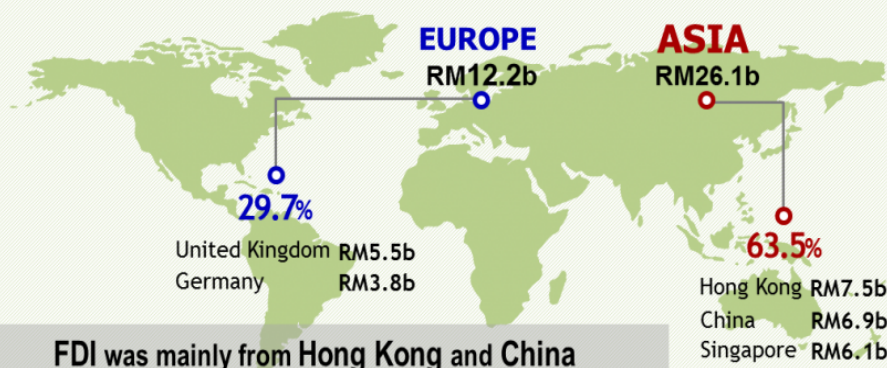 EUROPE
RM12.2b
ASIA
RM26.1b
29.7%
United Kingdom RM5.5b
Germany RM3.8b
63.5%
Hong Kong RM7.5b
China RM6.9b
Singapore RM6.1b
FDI was mainly from Hong Kong and China